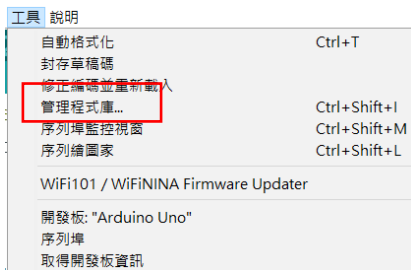 工具 說明
自動格式化 Ctrl+T
封存草稿碼
修正編碼並重新載入
管理程式庫... Ctrl+Shift+I
序列埠監控視窗 Ctrl+Shift+M
序列繪圖家 Ctrl+Shift+L
WiFi101 / WiFiNINA Firmware Updater
開發板: "Arduino Uno"
序列埠
取得開發板資訊